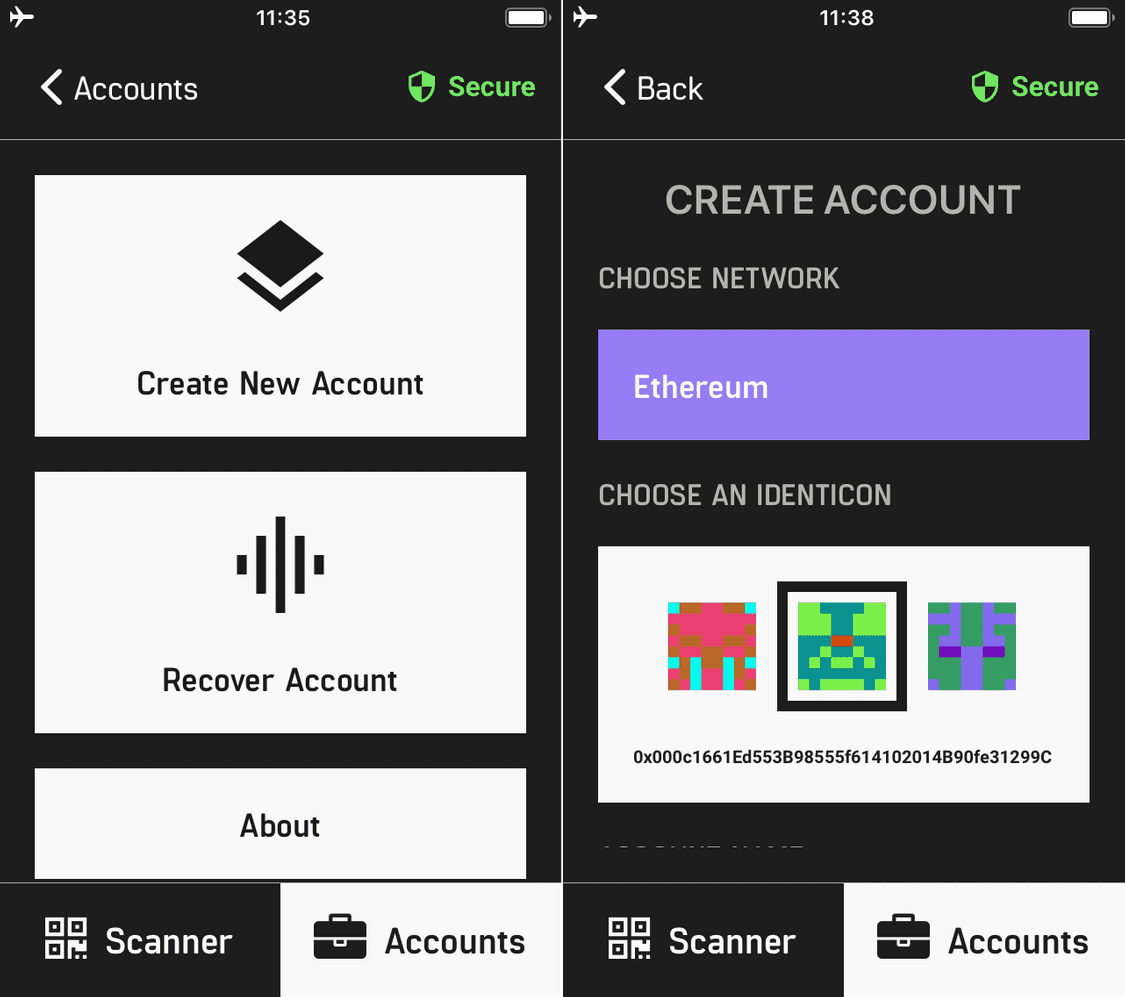 11:35
Accounts
Secure
Create New Account
Recover Account
About
Scanner
Accounts
11:38
Back
Secure
CREATE ACCOUNT
CHOOSE NETWORK
Ethereum
CHOOSE AN IDENTICON
0x000c1661Ed553B98555f614102014B90fe31299C
Scanner
Accounts